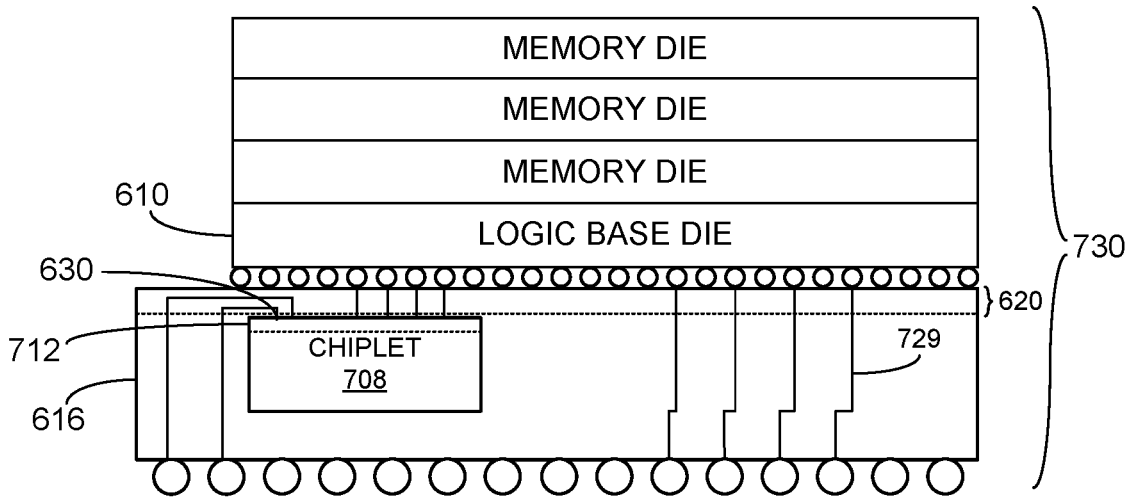 MEMORY DIE
MEMORY DIE
MEMORY DIE
610
LOGIC BASE DIE
730
630
620
712
CHIPLET
729
708
616